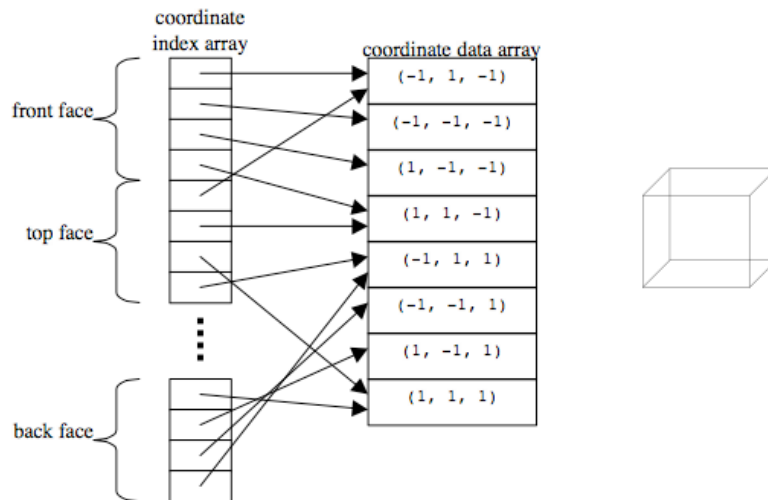 coordinate
index array
coordinate data array
front face
top face
back face
(-1, 1, -1)
(-1, -1, -1)
(1, -1, -1)
(1, 1, -1)
(-1, 1, 1)
(-1, -1, 1)
(1, -1, 1)
(1, 1, 1)